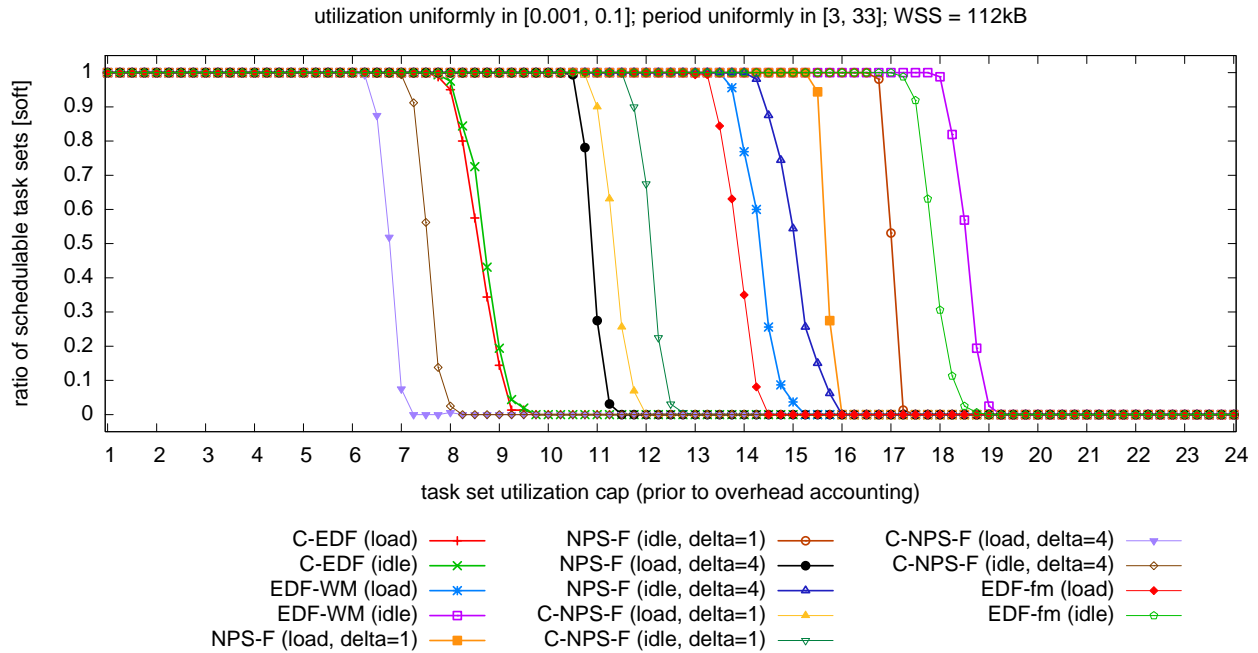 utilization uniformly in [0.001, 0.1]; period uniformly in [3, 33]; WSS = 112kB
ratio of schedulable task sets [soft]
1
0.9
0.8
0.7
0.6
0.5
0.4
0.3
0.2
0.1
0
1 2 3 4 5 6 7 8 9 10 11 12 13 14 15 16 17 18 19 20 21 22 23 24
task set utilization cap (prior to overhead accounting)
C-EDF (load)
C-EDF (idle)
EDF-WM (load)
EDF-WM (idle)
NPS-F (load, delta=1)
NPS-F (idle, delta=1)
NPS-F (load, delta=4)
NPS-F (idle, delta=4)
C-NPS-F (load, delta=1)
C-NPS-F (idle, delta=1)
C-NPS-F (load, delta=4)
C-NPS-F (idle, delta=4)
EDF-fm (load)
EDF-fm (idle)